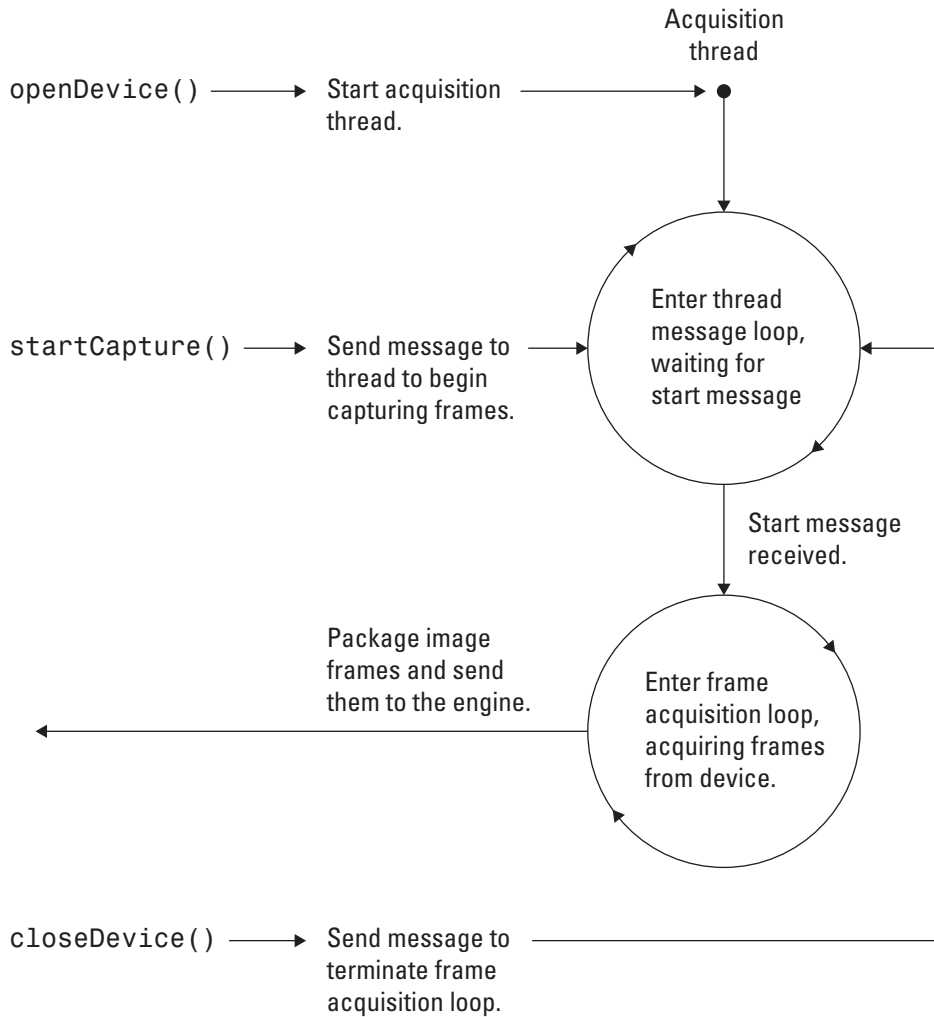 Acquisition
thread
openDevice()
Start acquisition
thread.
startCapture()
Send message to
thread to begin
capturing frames.
Enter thread
message loop,
waiting for
start message
Start message
received.
Package image
frames and send
them to the engine.
Enter frame
acquisition loop,
acquiring frames
from device.
closeDevice()
Send message to
terminate frame
acquisition loop.